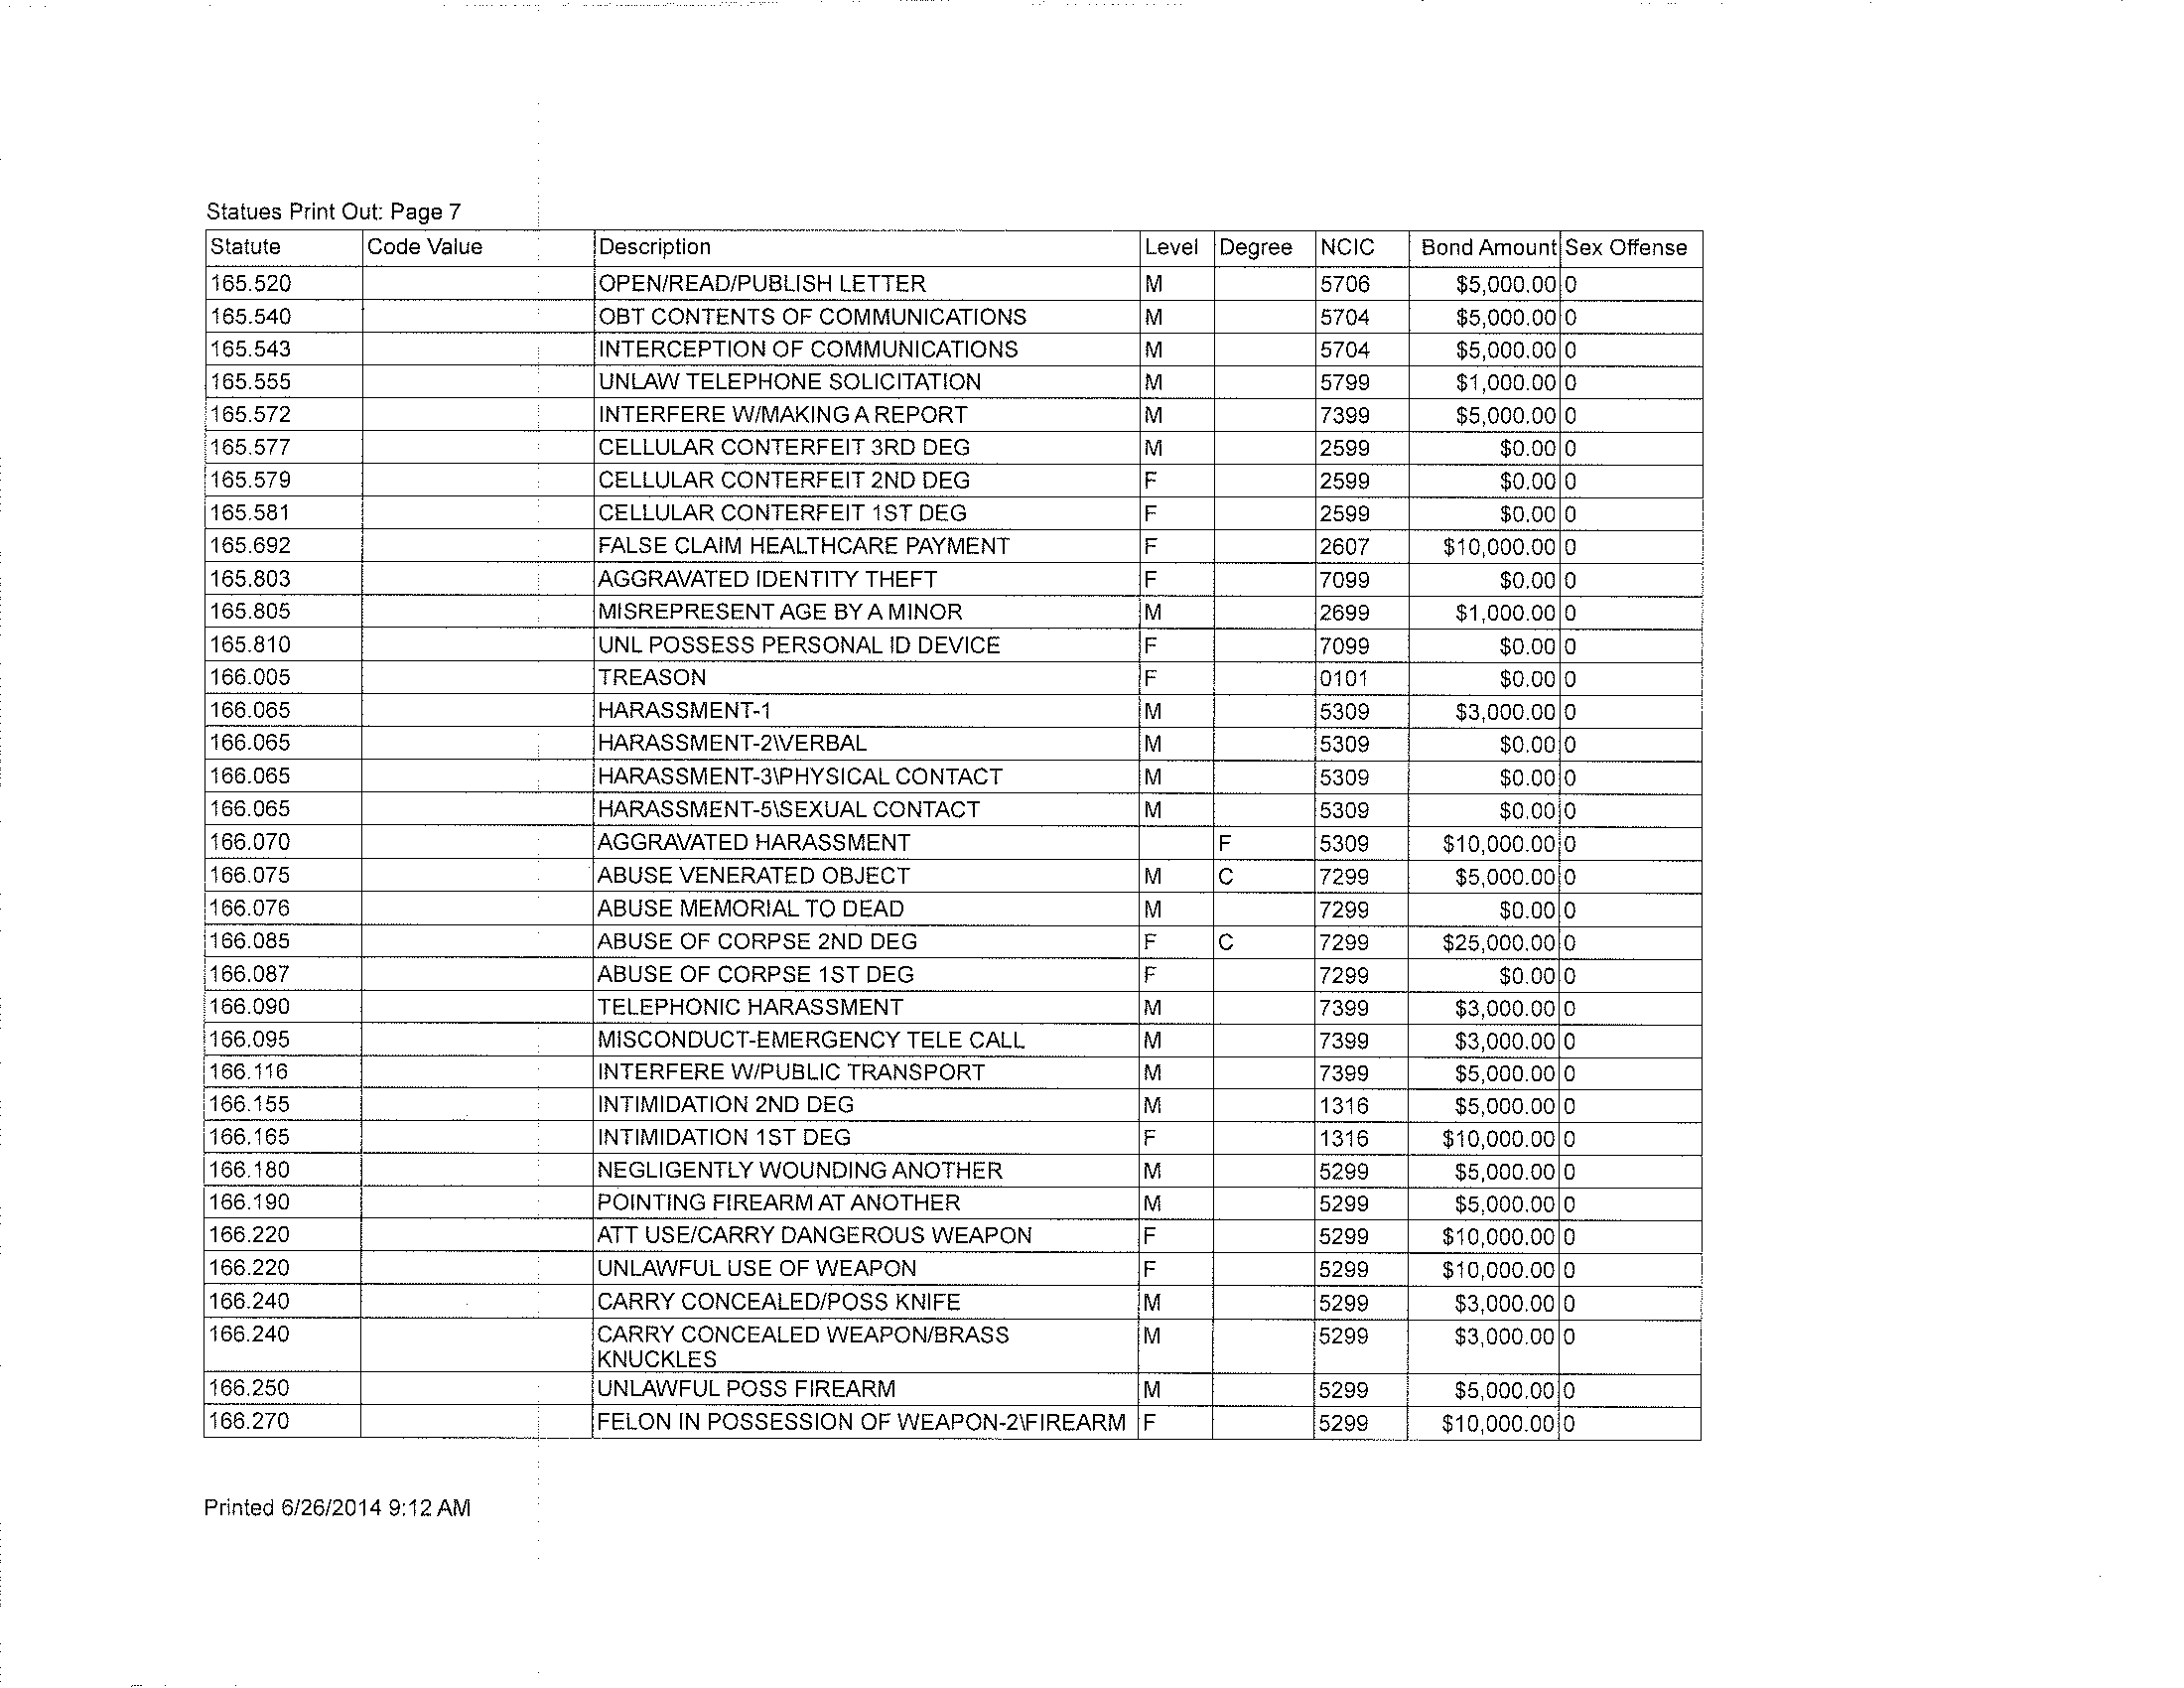 Statues Print Out: Page 7
Statute Code Value Description Level Degree NCIC Bond Amount Sex Offense
165.520 OPEN/READ/PUBLISH LETTER M 5706 $5,000.00 0
165.540 OBT CONTENTS OF COMMUNICATIONS M 5704 $5,000.00 0
165.543 INTERCEPTION OF COMMUNICATIONS M 5704 $5,000.00 0
165.555 UNLAW TELEPHONE SOLICITATION M 5799 $1,000.00 0
165.572 INTERFERE W/MAKING A REPORT M 7399 $5,000.00 0
165.577 CELLULAR CONTERFEIT 3RD DEG M 2599 $0.00 0
165.579 CELLULAR CONTERFEIT 2ND DEG F 2599 $0.00 0
165.581 CELLULAR CONTERFEIT 1ST DEG F 2599 $0.00 0
165.692 FALSE CLAIM HEALTHCARE PAYMENT F 2607 $10,000.00 0
165.803 AGGRAVATED IDENTITY THEFT F 7099 $0.00 0
165.805 MISREPRESENT AGE BY A MINOR M 2699 $1,000.00 0
165.810 UNL POSSESS PERSONAL ID DEVICE F 7099 $0.00 0
166.005 TREASON F 0101 $0.00 0
166.065 HARASSMENT-1 M 5309 $3,000.00 0
166.065 HARASSMENT-2\VERBAL M 5309 $0.00 0
166.065 HARASSMENT-3\PHYSICAL CONTACT M 5309 $0.00 0
166.065 HARASSMENT-5\SEXUAL CONTACT M 5309 $0.00 0
166.070 AGGRAVATED HARASSMENT F 5309 $10,000.00 0
166.075 ABUSE VENERATED OBJECT M C 7299 $5,000.00 0
166.076 ABUSE MEMORIAL TO DEAD M 7299 $0.00 0
166.085 ABUSE OF CORPSE 2ND DEG F C 7299 $25,000.00 0
166.087 ABUSE OF CORPSE 1ST DEG F 7299 $0.00 0
166.090 TELEPHONIC HARASSMENT M 7399 $3,000.00 0
166.095 MISCONDUCT-EMERGENCY TELE CALL M 7399 $3,000.00 0
166.116 INTERFERE W/PUBLIC TRANSPORT M 7399 $5,000.00 0
166.155 INTIMIDATION 2ND DEG M 1316 $5,000.00 0
166.165 INTIMIDATION 1ST DEG F 1316 $10,000.00 0
166.180 NEGLIGENTLY WOUNDING ANOTHER M 5299 $5,000.00 0
166.190 POINTING FIREARM AT ANOTHER M 5299 $5,000.00 0
166.220 ATT USE/CARRY DANGEROUS WEAPON F 5299 $10,000.00 0
166.220 UNLAWFUL USE OF WEAPON F 5299 $10,000.00 0
166.240 CARRY CONCEALED/POSS KNIFE M 5299 $3,000.00 0
166.240 CARRY CONCEALED WEAPON/BRASS M 5299 $3,000.00 0
KNUCKLES
166.250 UNLAWFUL POSS FIREARM M 5299 $5,000.00 0
166.270 FELON IN POSSESSION OF WEAPON-2\FIREARM F 5299 $10,000.00 0
Printed 6/26/2014 9:12 AM